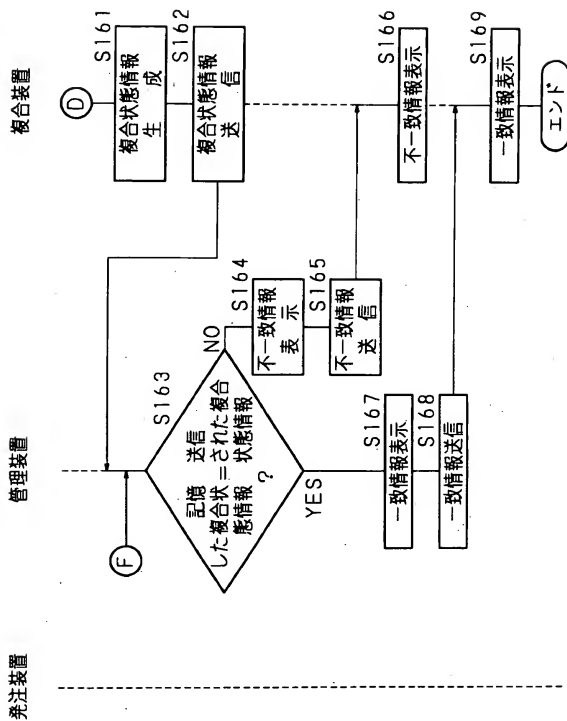 発注装置
管理装置
複合装置
F
D
S161
複合状態情報
生　成
S162
複合状態情報
送　信
S163
記憶　送信
した複合状＝された複合
態情報　状態情報
？
NO
YES
S164
不一致情報
表　示
S165
不一致情報
送　信
S166
不一致情報表示
S167
一致情報表示
S168
一致情報送信
S169
一致情報表示
エンド